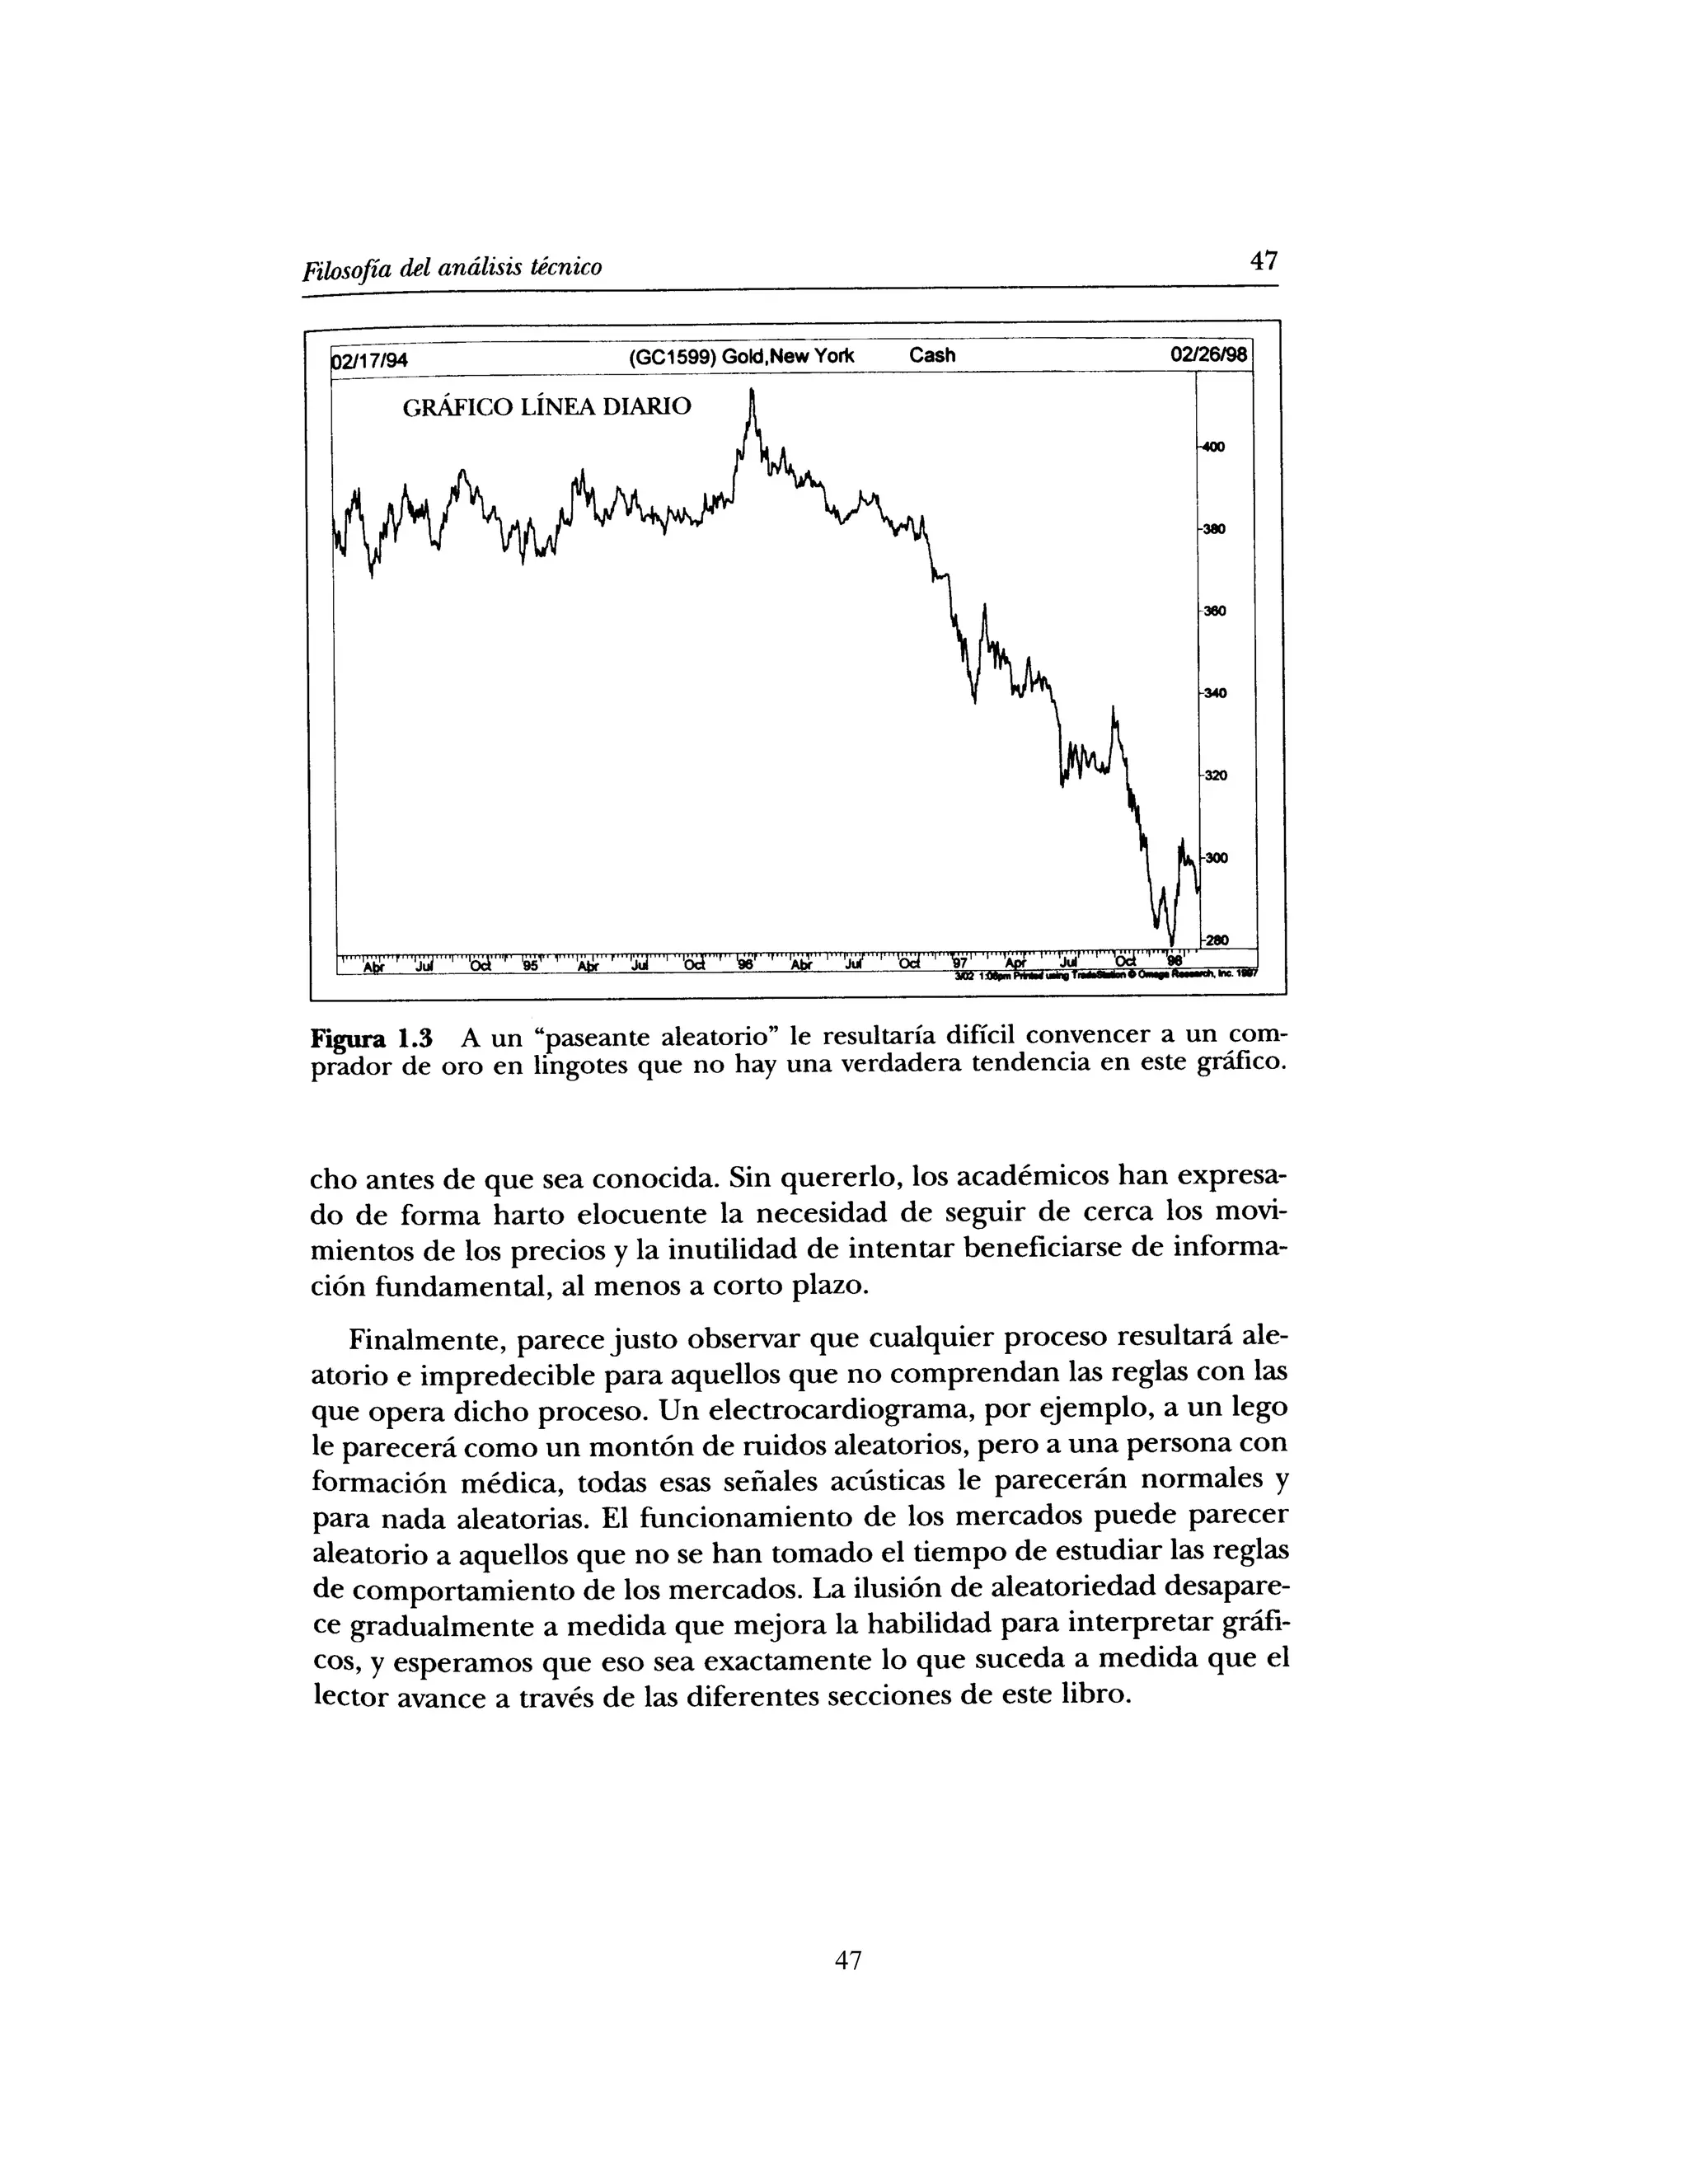 Filosofía del análisis técnico 47
02/17/94 (GC1599) Gold,New York Cash 02/26/98
GRÁFICO LÍNEA DIARIO
400
380
360
340
320
300
280
Abr Jul Oct 95 Abr Jul Oct 96 Abr Jul Oct 97 Apr Jul Oct 98
3/02 1:08pm Printed using TradeStation © Omega Research, Inc. 1997
Figura 1.3 A un “paseante aleatorio” le resultaría difícil convencer a un com-
prador de oro en lingotes que no hay una verdadera tendencia en este gráfico.
cho antes de que sea conocida. Sin quererlo, los académicos han expresa-
do de forma harto elocuente la necesidad de seguir de cerca los movi-
mientos de los precios y la inutilidad de intentar beneficiarse de informa-
ción fundamental, al menos a corto plazo.
Finalmente, parece justo observar que cualquier proceso resultará ale-
atorio e impredecible para aquellos que no comprendan las reglas con las
que opera dicho proceso. Un electrocardiograma, por ejemplo, a un lego
le parecerá como un montón de ruidos aleatorios, pero a una persona con
formación médica, todas esas señales acústicas le parecerán normales y
para nada aleatorias. El funcionamiento de los mercados puede parecer
aleatorio a aquellos que no se han tomado el tiempo de estudiar las reglas
de comportamiento de los mercados. La ilusión de aleatoriedad desapare-
ce gradualmente a medida que mejora la habilidad para interpretar gráfi-
cos, y esperamos que eso sea exactamente lo que suceda a medida que el
lector avance a través de las diferentes secciones de este libro.
47